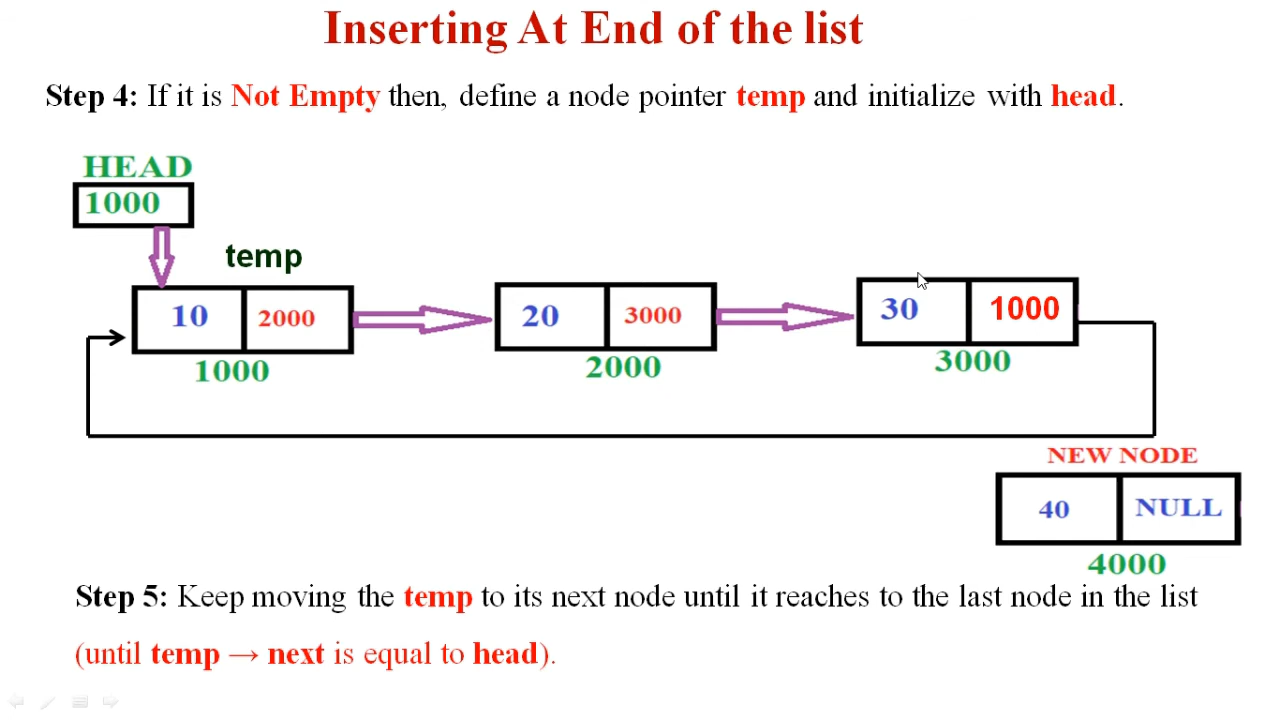 Inserting At End of the list
Step 4: If it is Not Empty then, define a node pointer temp and initialize with head.
HEAD
1000
temp
10 2000 20 3000 30 1000
1000 2000 3000
NEW NODE
40 NULL
4000
Step 5: Keep moving the temp to its next node until it reaches to the last node in the list
(until temp → next is equal to head).